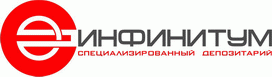 ИНФИНИТУМ
СПЕЦИАЛИЗИРОВАННЫЙ ДЕПОЗИТАРИЙ